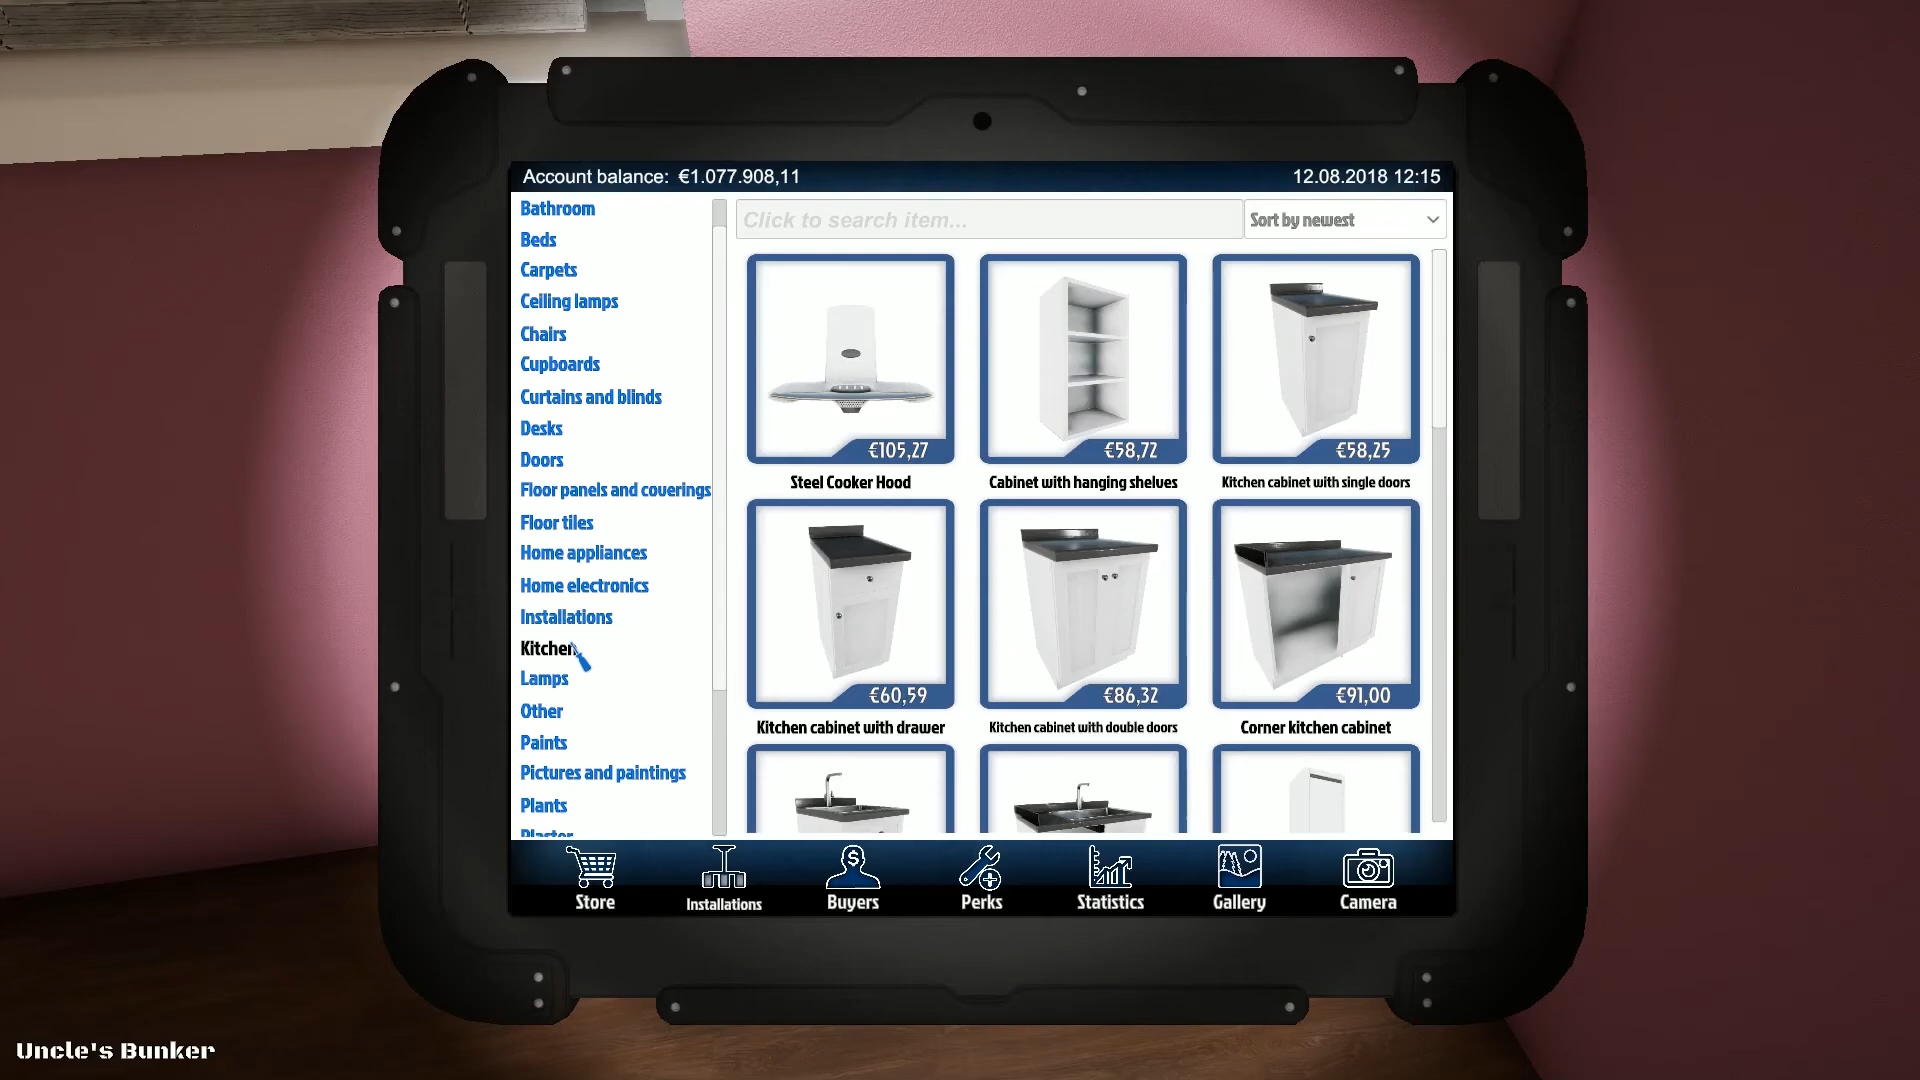 Account balance: €1.077.908,11
12.08.2018 12:15
Bathroom
Beds
Carpets
Ceiling lamps
Chairs
Cupboards
Curtains and blinds
Desks
Doors
Floor panels and coverings
Floor tiles
Home appliances
Home electronics
Installations
Kitchen
Lamps
Other
Paints
Pictures and paintings
Plants
Plaster
Click to search item...
Sort by newest
€105,27
€58,72
€58,25
Steel Cooker Hood
Cabinet with hanging shelves
Kitchen cabinet with single doors
€60,59
€86,32
€91,00
Kitchen cabinet with drawer
Kitchen cabinet with double doors
Corner kitchen cabinet
Store
Installations
Buyers
Perks
Statistics
Gallery
Camera
Uncle's Bunker